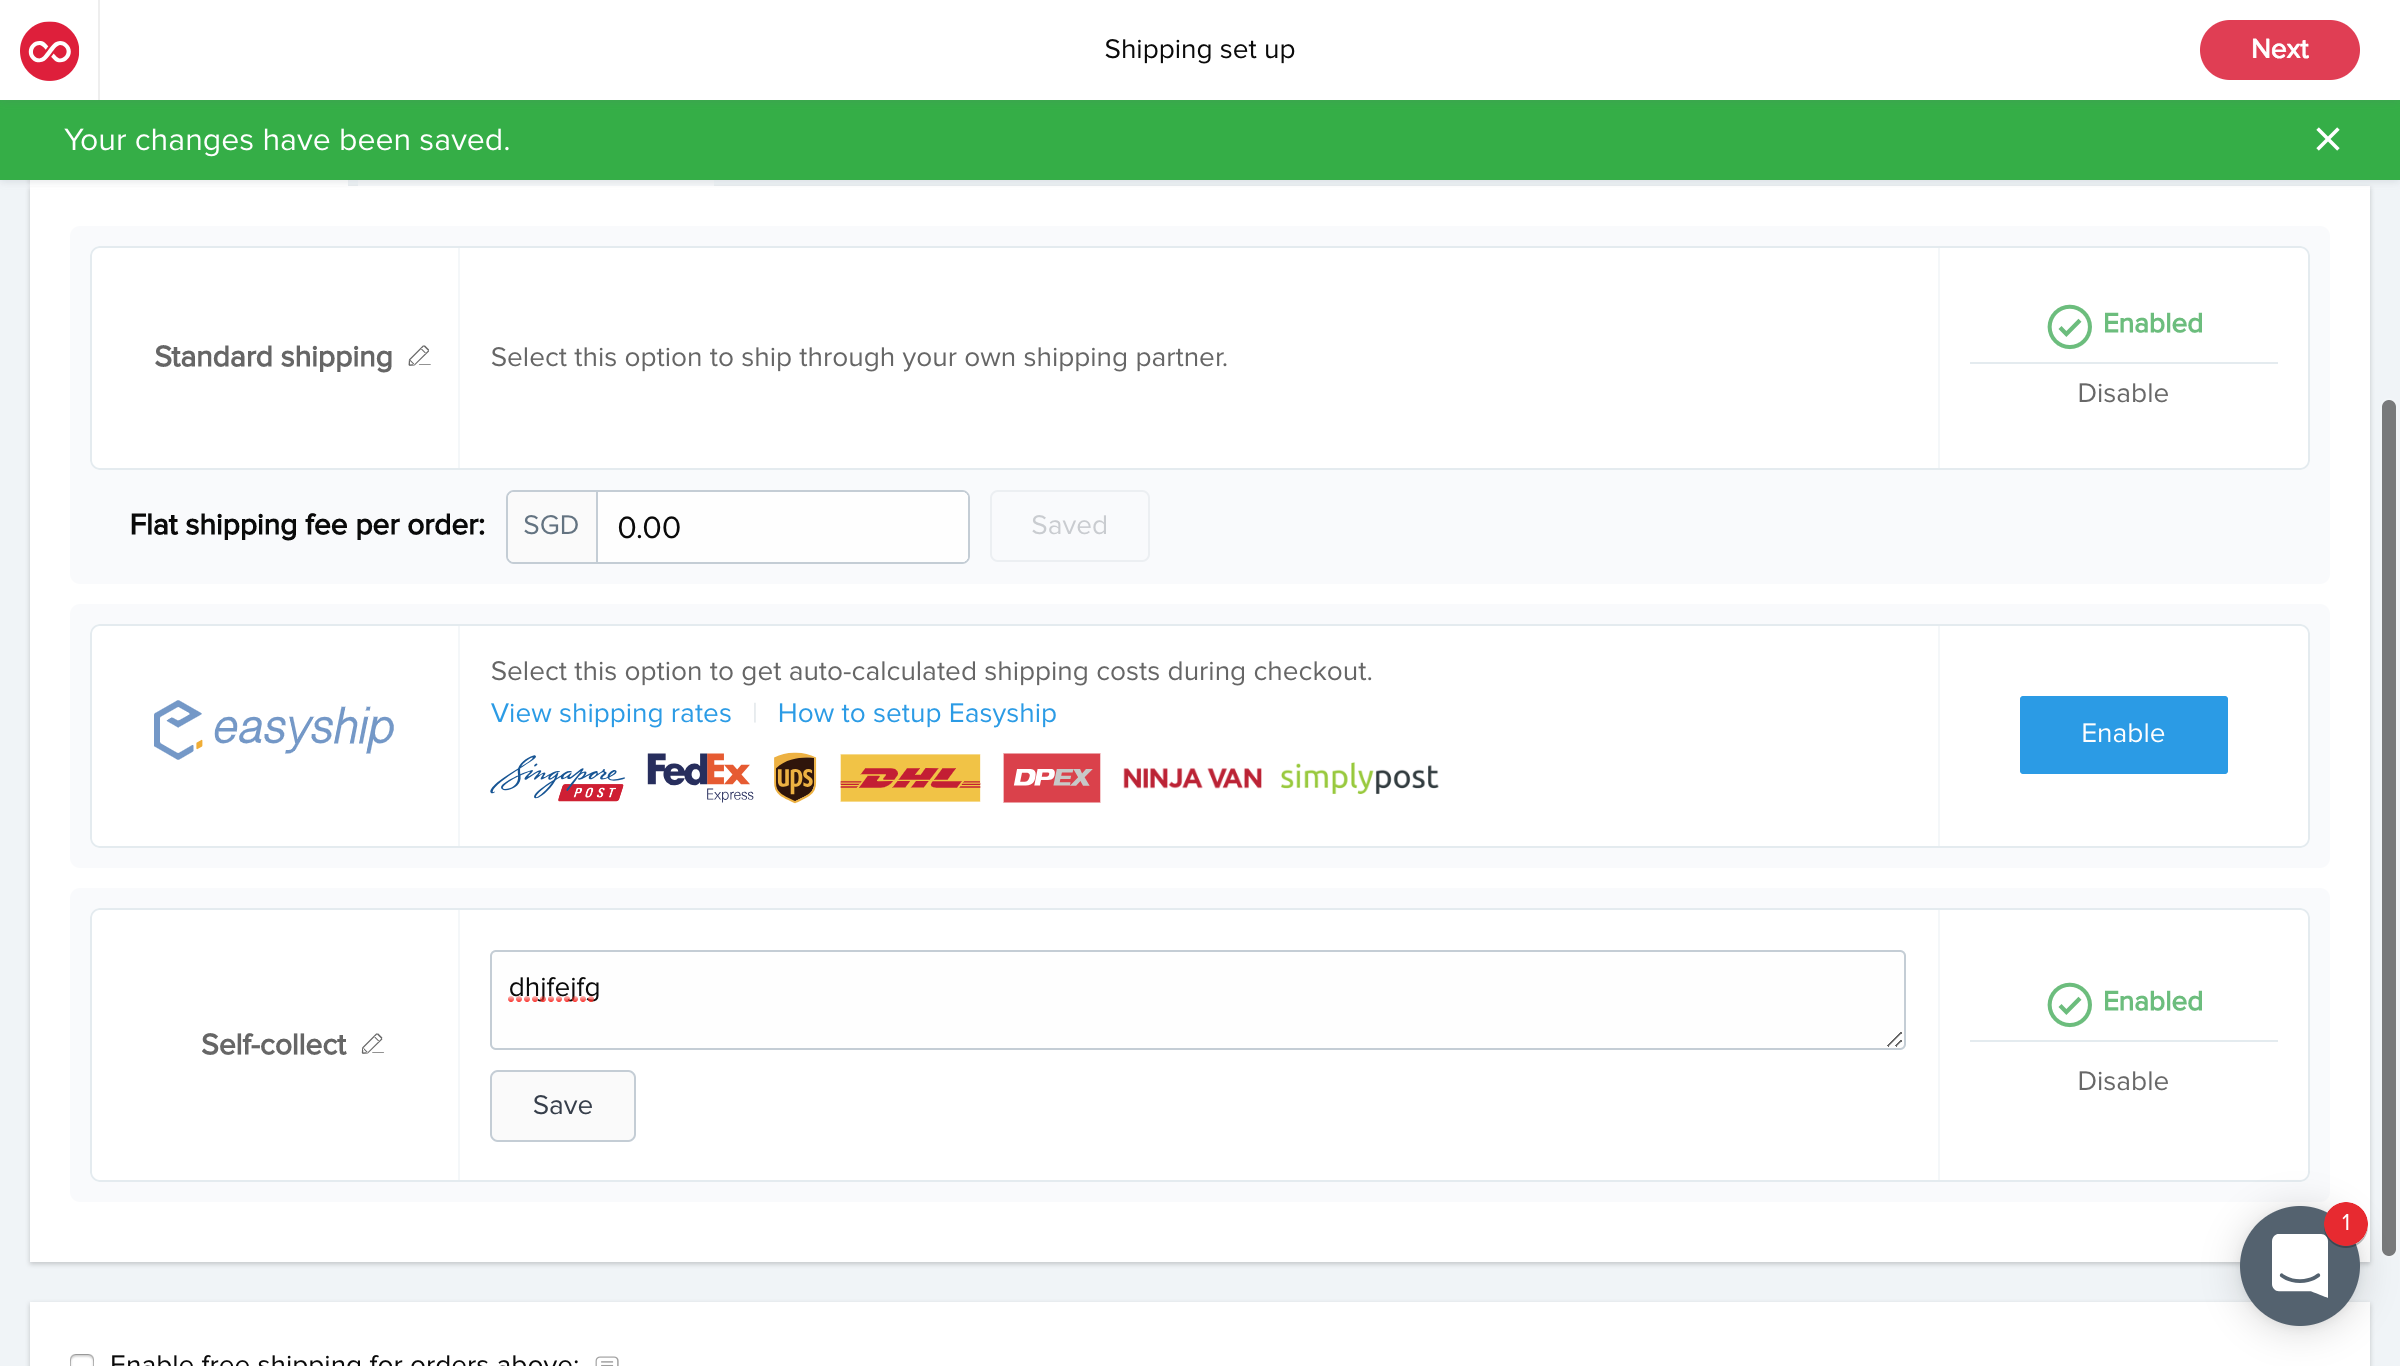 Shipping set up
Next
Your changes have been saved.
Standard shipping
Select this option to ship through your own shipping partner.
Enabled
Disable
Flat shipping fee per order:
SGD
0.00
Saved
easyship
Select this option to get auto-calculated shipping costs during checkout.
View shipping rates
How to setup Easyship
Singapore POST
FedEx Express
ups
DHL
DPEX
NINJA VAN
simplypost
Enable
Self-collect
dhjfejfg
Save
Enabled
Disable
1
Enable free shipping for orders above: